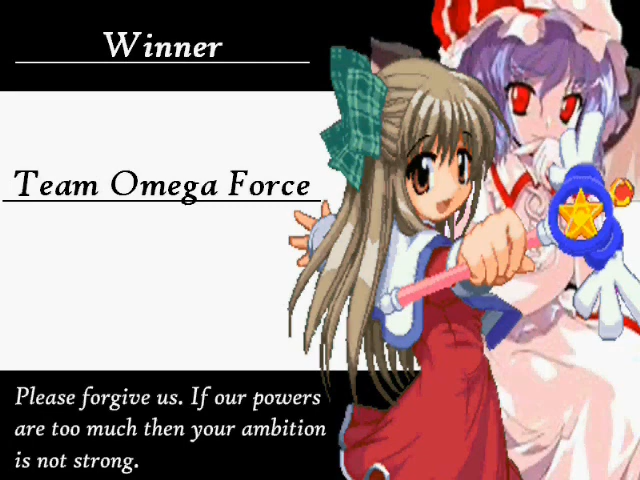 Winner
Team Omega Force
Please forgive us. If our powers
are too much then your ambition
is not strong.